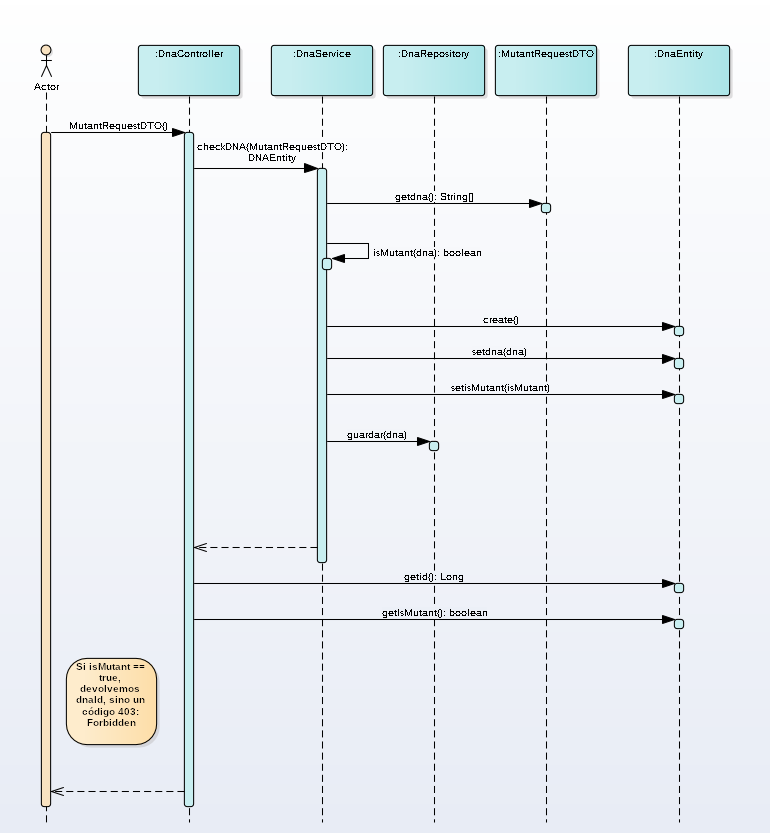 :DnaController
:DnaService
:DnaRepository
:MutantRequestDTO
:DnaEntity
Actor
MutantRequestDTO()
checkDNA(MutantRequestDTO):
DNAEntity
getdna(): String[]
isMutant(dna): boolean
create()
setdna(dna)
setisMutant(isMutant)
guardar(dna)
getid(): Long
getIsMutant(): boolean
Si isMutant ==
true,
devolvemos
dnaId, sino un
código 403:
Forbidden